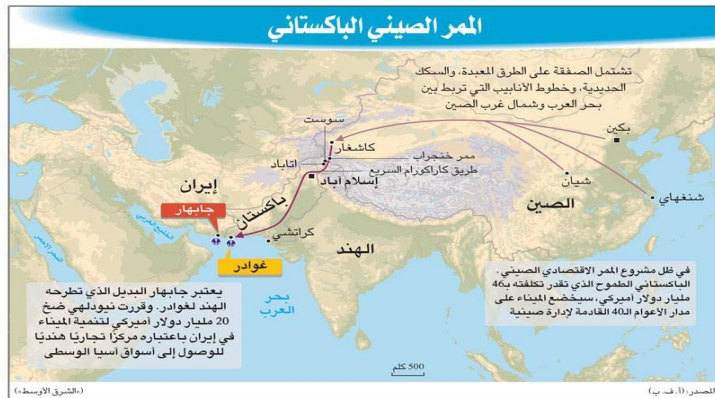 الممر الصيني الباكستاني
تشتمل الصفقة على الطرق المعبدة، والسكك
الحديدية، وخطوط الأنابيب التي تربط بين
بحر العرب وشمال غرب الصين
سوست
كاشغار
بكين
ممر خنجراب
اتاباد
طريق كاراكورام السريع
إسلام آباد
شيان
شنغهاي
الصين
إيران
باكستان
جابهار
الخليج العربي
كراتشي
الهند
غوادر
البحر الأحمر
بحر
العرب
في ظل مشروع الممر الاقتصادي الصيني .
الباكستاني الطموح الذي تقدر تكلفته بـ46
مليار دولار أميركي، سيخضع الميناء على
مدار الأعوام الـ40 القادمة لإدارة صينية
يعتبر جابهار البديل الذي تطرحه
الهند لغوادر. وقررت نيودلهي ضخ
20 مليار دولار أميركي لتنمية الميناء
في إيران باعتباره مركزًا تجاريًا هنديًا
للوصول إلى أسواق آسيا الوسطى
500 كلم
المصدر: (أ. ف. ب)
(«الشرق الأوسط»)